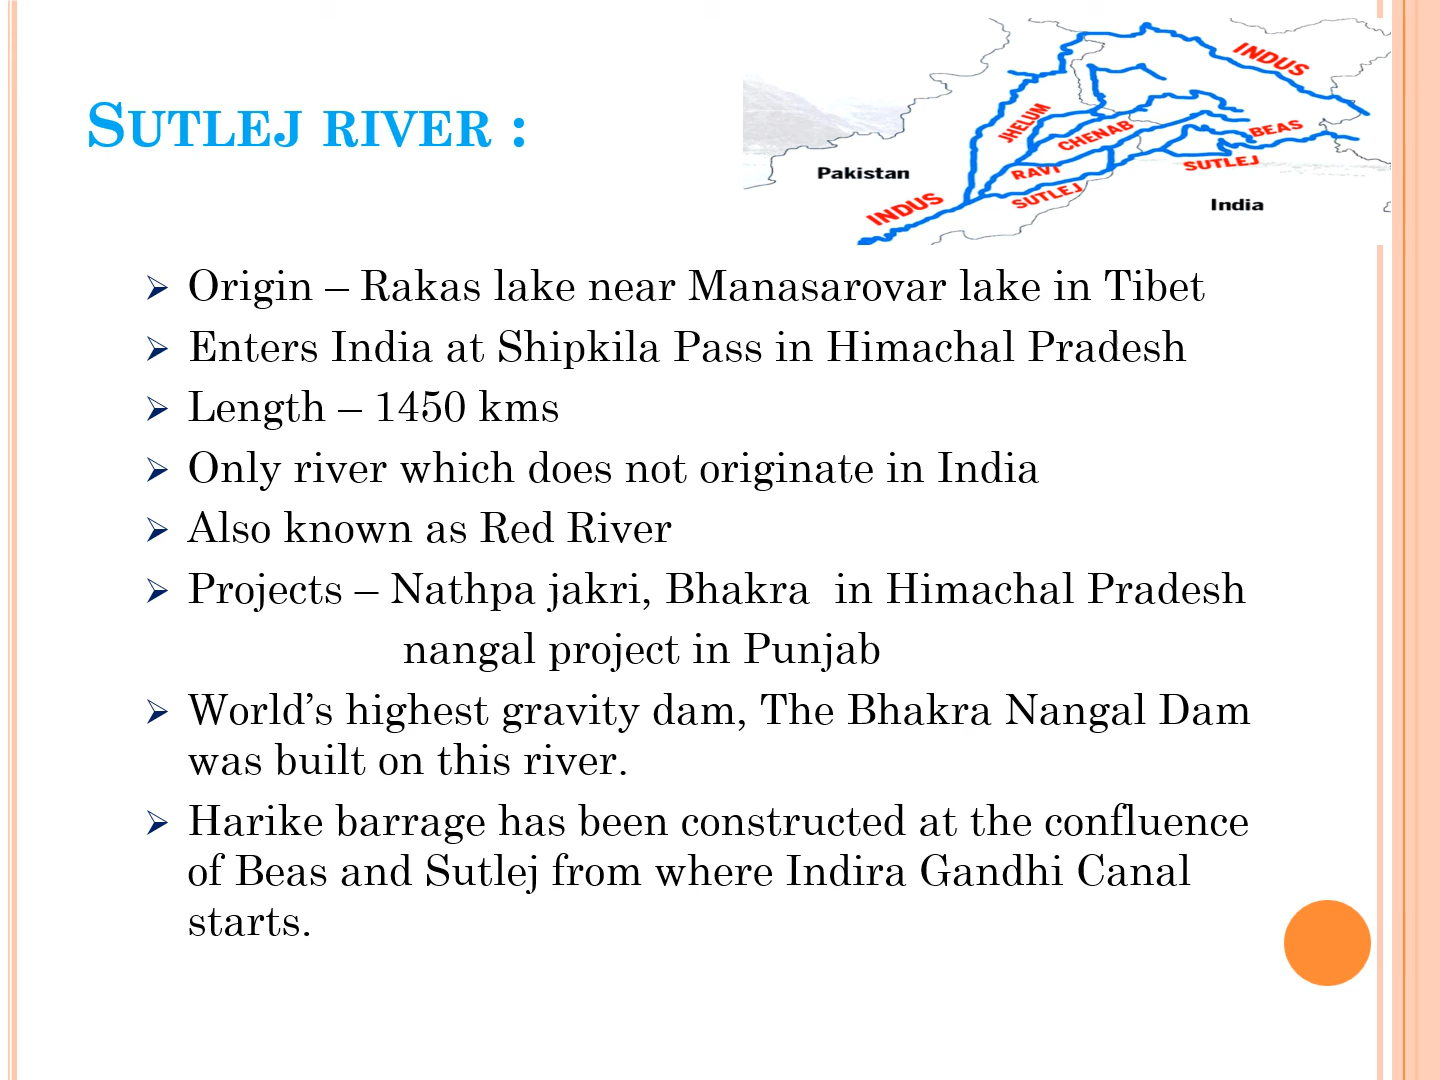 SUTLEJ RIVER :
INDUS
JHELUM
CHENAB
BEAS
Pakistan
RAVI
SUTLEJ
SUTLEJ
INDUS
India
Origin – Rakas lake near Manasarovar lake in Tibet
Enters India at Shipkila Pass in Himachal Pradesh
Length – 1450 kms
Only river which does not originate in India
Also known as Red River
Projects – Nathpa jakri, Bhakra  in Himachal Pradesh
nangal project in Punjab
World’s highest gravity dam, The Bhakra Nangal Dam
was built on this river.
Harike barrage has been constructed at the confluence
of Beas and Sutlej from where Indira Gandhi Canal
starts.